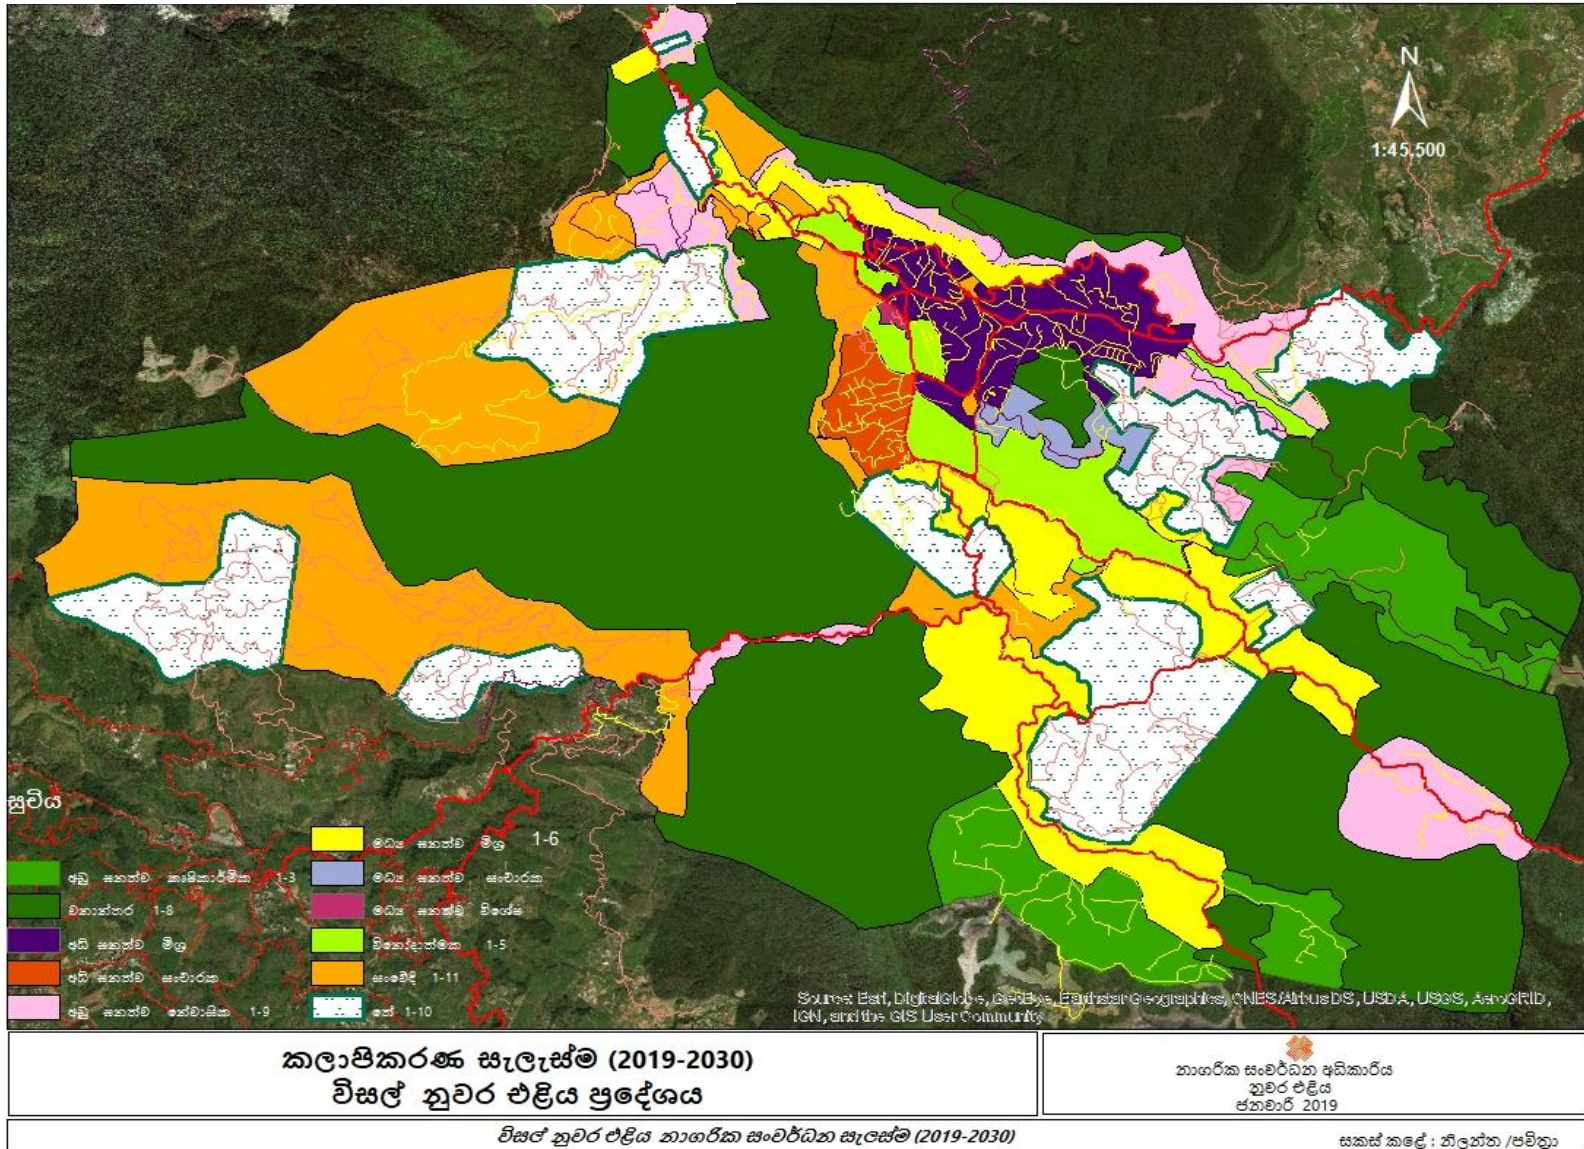 N
1:45,500
සුචිය
අඩු ඝනත්ව කෘෂිකාර්මික 1-3
වනාන්තර 1-8
අධි ඝනත්ව මිශ්‍ර
අධි ඝනත්ව සංචාරක
අඩු ඝනත්ව නේවාසික 1-9
මධ්‍ය ඝනත්ව මිශ්‍ර 1-6
මධ්‍ය ඝනත්ව සංචාරක
මධ්‍ය ඝනත්ව විශේෂ
විනෝදාත්මක 1-5
සංවේදි 1-11
තේ 1-10
Source: Esri, DigitalGlobe, GeoEye, Earthstar Geographics, CNES/Airbus DS, USDA, USGS, AeroGRID,
IGN, and the GIS User Community
කලාපිකරණ සැලැස්ම (2019-2030)
විසල් නුවර එළිය ප්‍රදේශය
නාගරික සංවර්ධන අධිකාරිය
නුවර එළිය
ජනවාරි 2019
විසල් නුවර එළිය නාගරික සංවර්ධන සැලස්ම (2019-2030)
සකස් කළේ : නිලන්ත /පවිත්‍රා